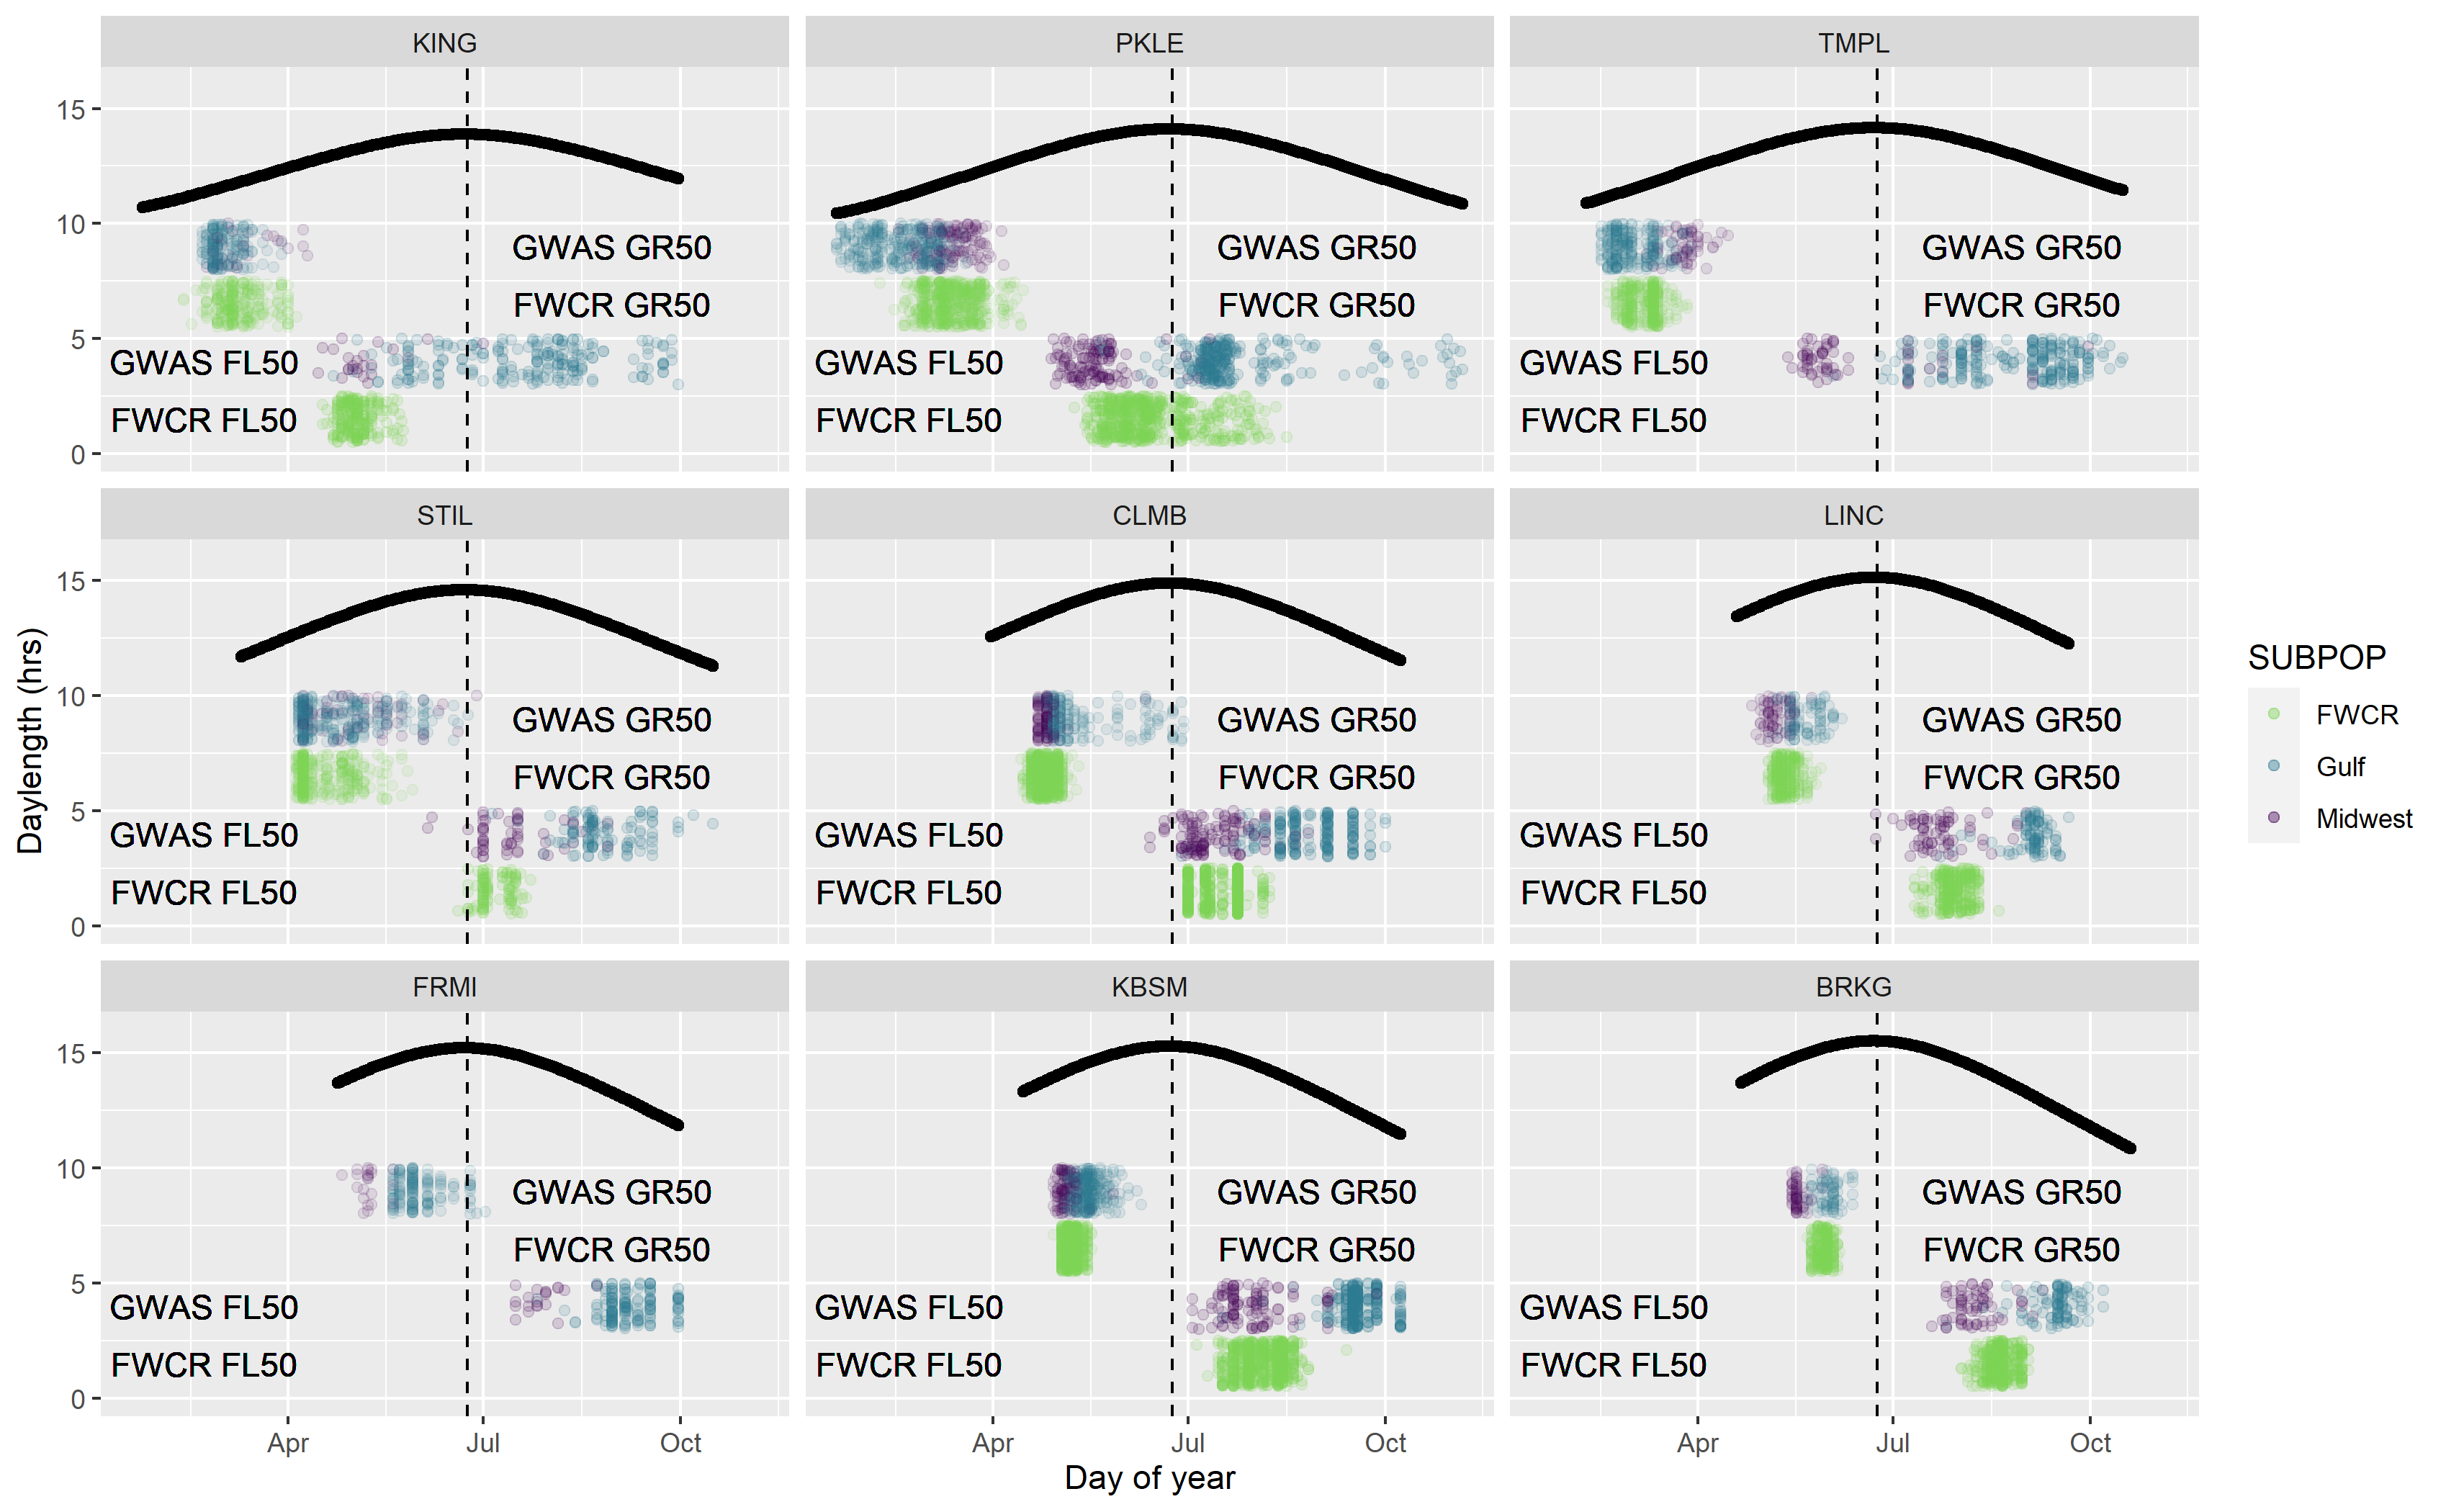 KING
PKLE
TMPL
15
10
5
0
GWAS GR50
FWCR GR50
GWAS FL50
FWCR FL50
GWAS GR50
FWCR GR50
GWAS FL50
FWCR FL50
GWAS GR50
FWCR GR50
GWAS FL50
FWCR FL50
STIL
CLMB
LINC
15
10
5
0
GWAS GR50
FWCR GR50
GWAS FL50
FWCR FL50
GWAS GR50
FWCR GR50
GWAS FL50
FWCR FL50
GWAS GR50
FWCR GR50
GWAS FL50
FWCR FL50
Daylength (hrs)
SUBPOP
FWCR
Gulf
Midwest
FRMI
KBSM
BRKG
15
10
5
0
GWAS GR50
FWCR GR50
GWAS FL50
FWCR FL50
GWAS GR50
FWCR GR50
GWAS FL50
FWCR FL50
GWAS GR50
FWCR GR50
GWAS FL50
FWCR FL50
Apr Jul Oct
Apr Jul Oct
Apr Jul Oct
Day of year